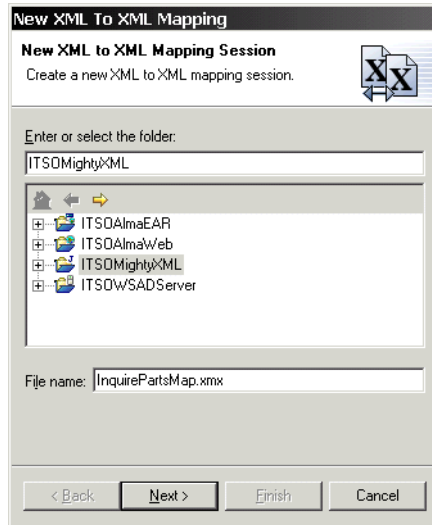 New XML To XML Mapping
New XML to XML Mapping Session
Create a new XML to XML mapping session.
X X
Enter or select the folder:
ITSOMightyXML
ITSOAlmaEAR
ITSOAlmaWeb
J
ITSOMightyXML
ITSOWSADServer
File name: InquirePartsMap.xmx
< Back Next > Finish Cancel